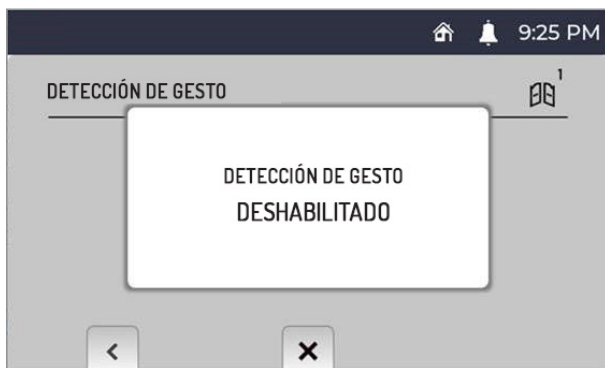 9:25 PM
DETECCIÓN DE GESTO
1
DETECCIÓN DE GESTO
DESHABILITADO